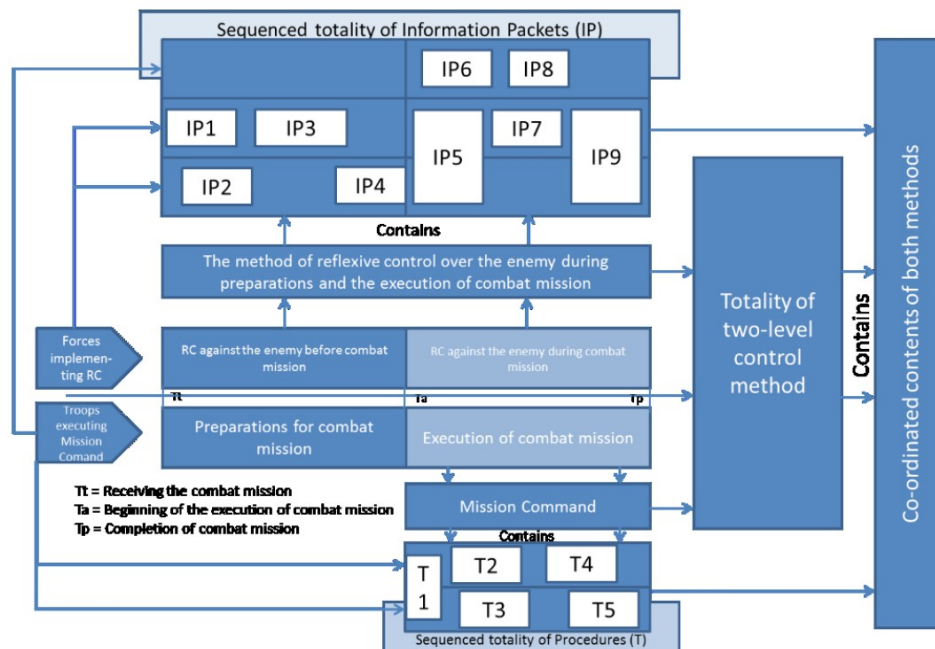 Sequenced totality of Information Packets (IP)
IP6
IP8
IP1
IP3
IP5
IP7
IP9
IP2
IP4
Contains
The method of reflexive control over the enemy during
preparations and the execution of combat mission
Forces
implemen-
ting RC
RC against the enemy before combat
mission
RC against the enemy during combat
mission
Tt
Ta
Tp
Troops
executing
Mission
Comand
Preparations for combat
mission
Execution of combat mission
Tt = Receiving the combat mission
Ta = Beginning of the execution of combat mission
Tp = Completion of combat mission
Mission Command
Contains
T
1
T2
T4
T3
T5
Sequenced totality of Procedures (T)
Totality of
two-level
control
method
Contains
Co-ordinated contents of both methods